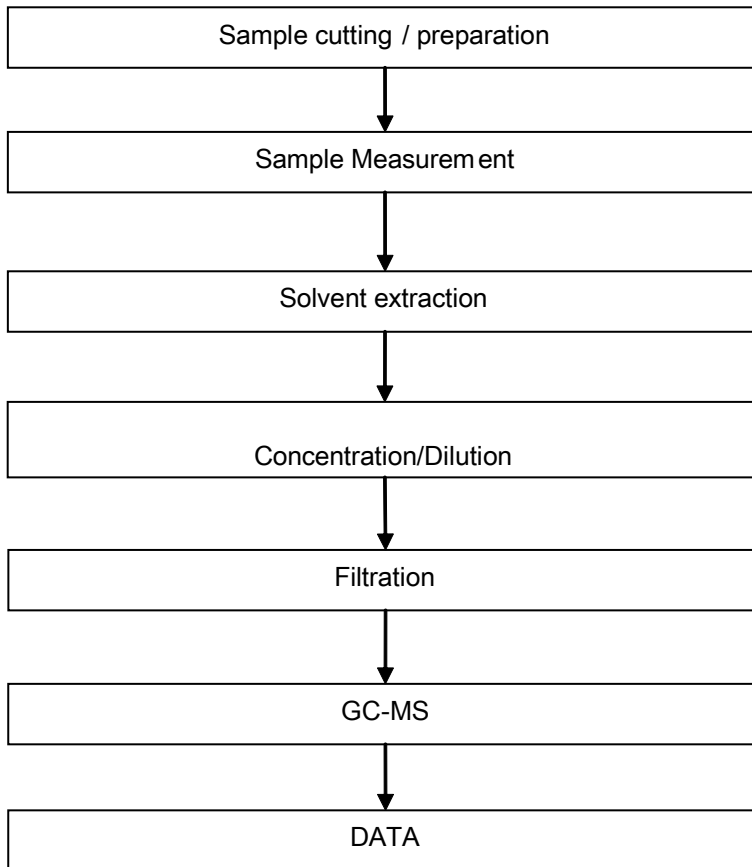 Sample cutting / preparation
Sample Measurement
Solvent extraction
Concentration/Dilution
Filtration
GC-MS
DATA